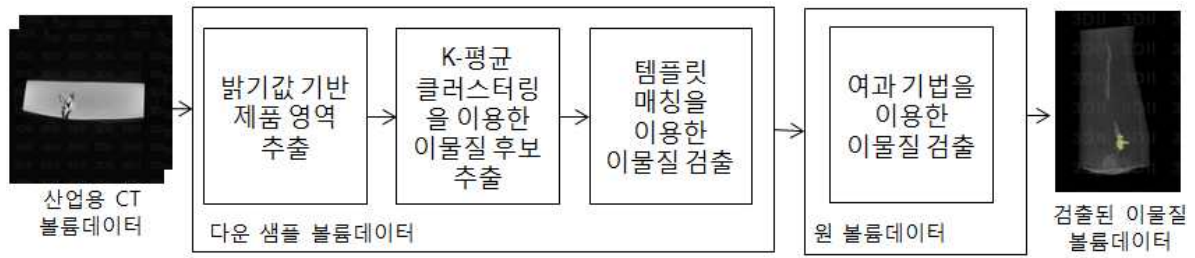 산업용 CT
볼륨데이터
밝기값 기반
제품 영역
추출
K-평균
클러스터링
을 이용한
이물질 후보
추출
템플릿
매칭을
이용한
이물질 검출
다운 샘플 볼륨데이터
여과 기법을
이용한
이물질 검출
원 볼륨데이터
검출된 이물질
볼륨데이터